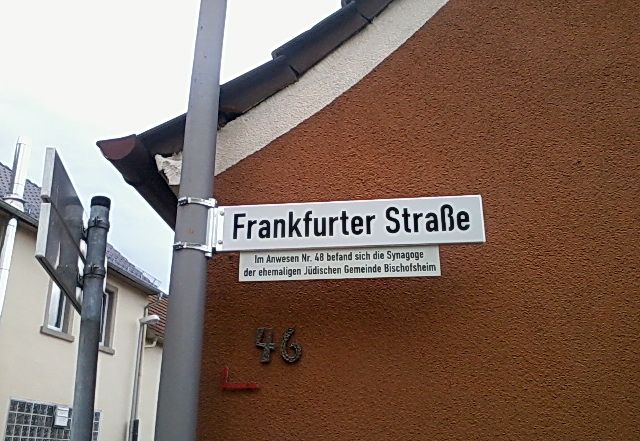 Frankfurter Straße
Im Anwesen Nr. 48 befand sich die Synagoge
der ehemaligen Jüdischen Gemeinde Bischofsheim
46